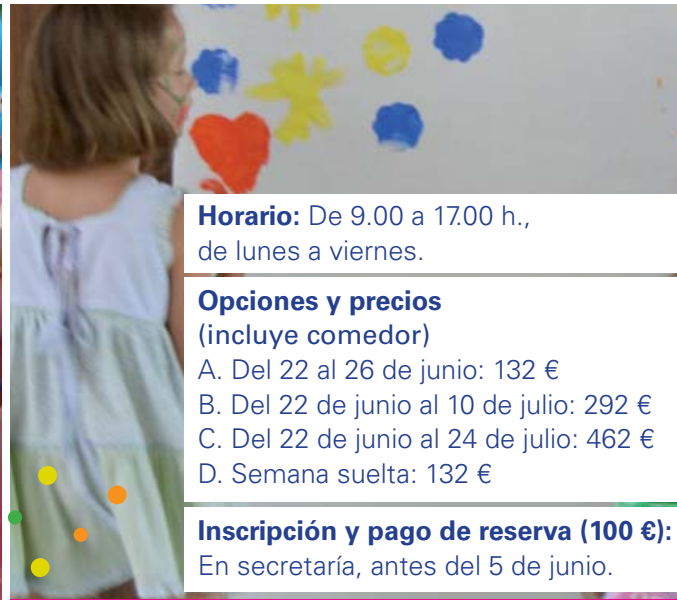 Horario: De 9.00 a 17.00 h.,
de lunes a viernes.
Opciones y precios
(incluye comedor)
A. Del 22 al 26 de junio: 132 €
B. Del 22 de junio al 10 de julio: 292 €
C. Del 22 de junio al 24 de julio: 462 €
D. Semana suelta: 132 €
Inscripción y pago de reserva (100 €):
En secretaría, antes del 5 de junio.